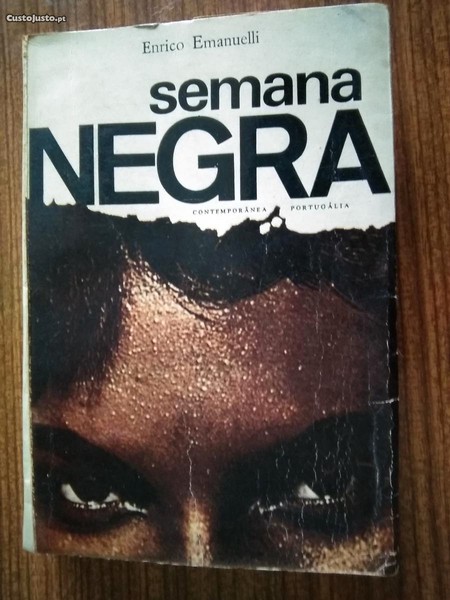 CustoJusto.pt
Enrico Emanuelli
semana
NEGRA
CONTEMPORÂNEA PORTUGÁLIA